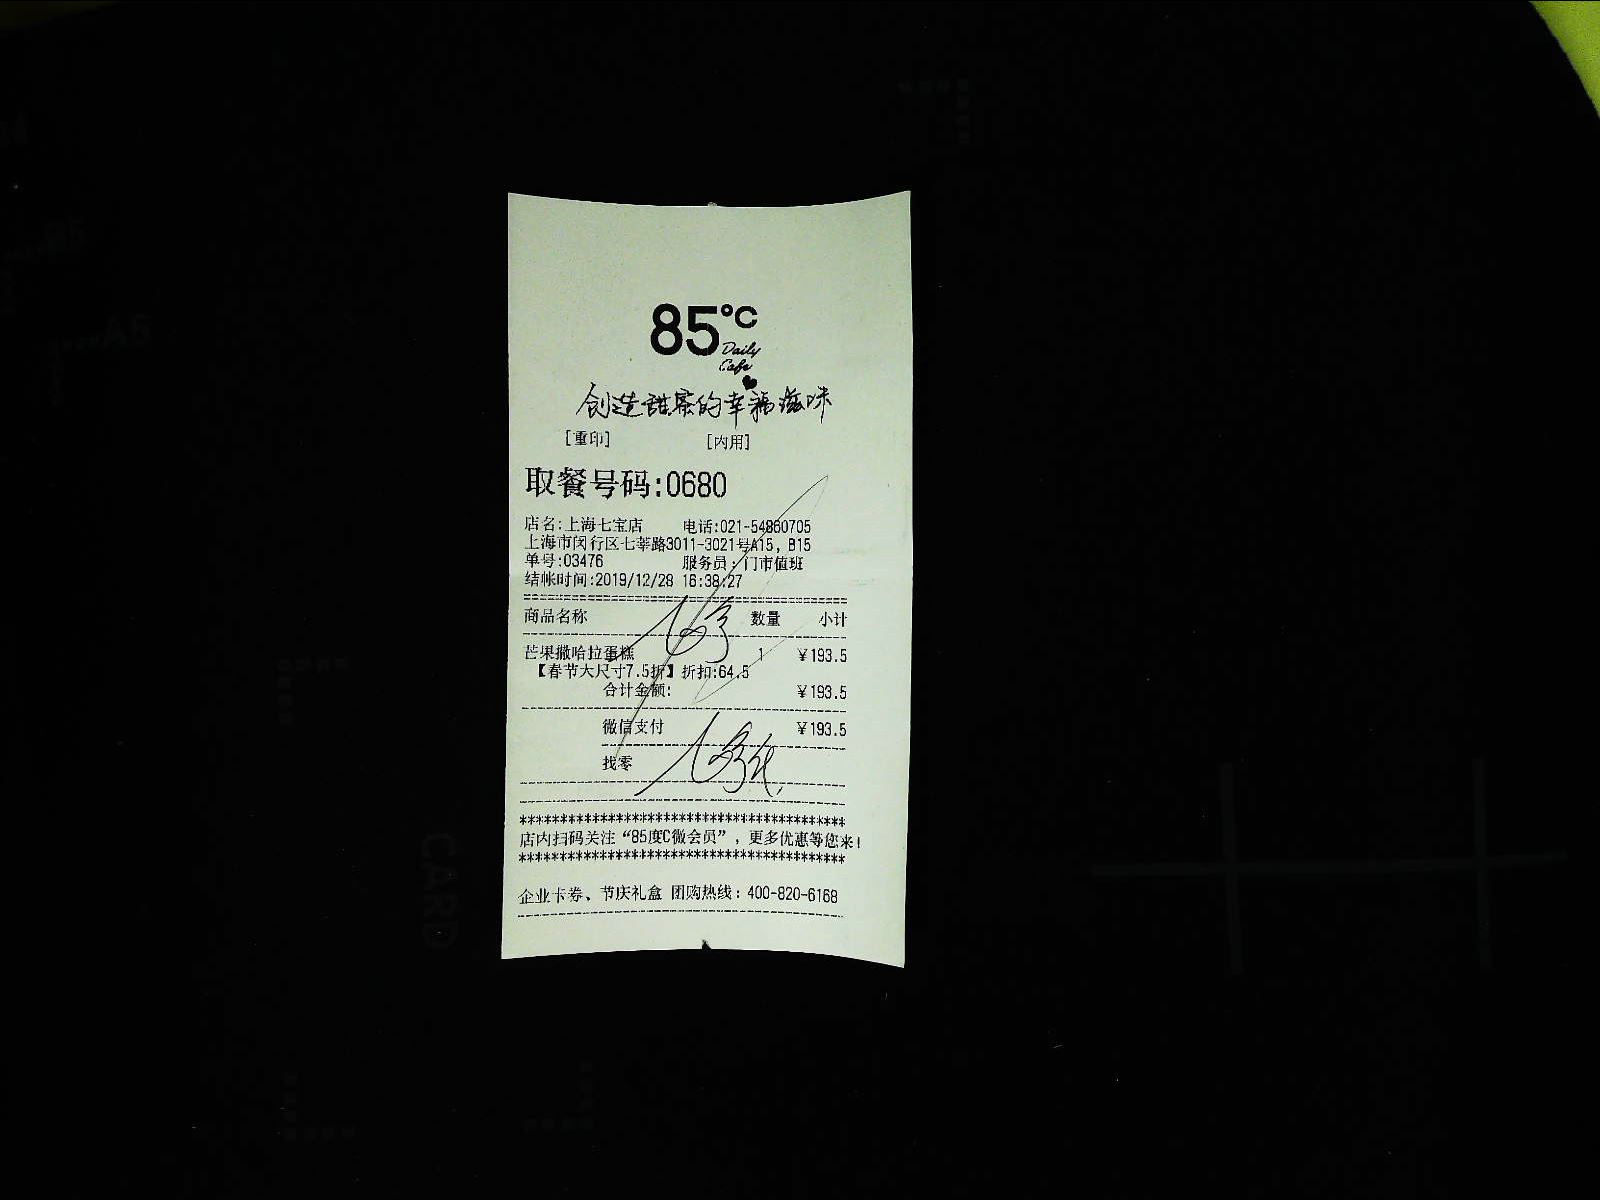 85°C
Daily
Cafe
创造甜蜜的幸福滋味
[重印] [内用]
取餐号码:0680
店名:上海七宝店 电话:021-54860705
上海市闵行区七莘路3011-3021号A15, B15
单号:03476 服务员: 门市值班
结帐时间:2019/12/28 16:38:27
商品名称 数量 小计
芒果撒哈拉蛋糕 1 ¥193.5
【春节大尺寸7.5折】折扣:64.5
合计金额: ¥193.5
微信支付 ¥193.5
找零
****************************************
店内扫码关注“85度C微会员”, 更多优惠等您来!
****************************************
企业卡券、节庆礼盒 团购热线: 400-820-6168
CARD
A5